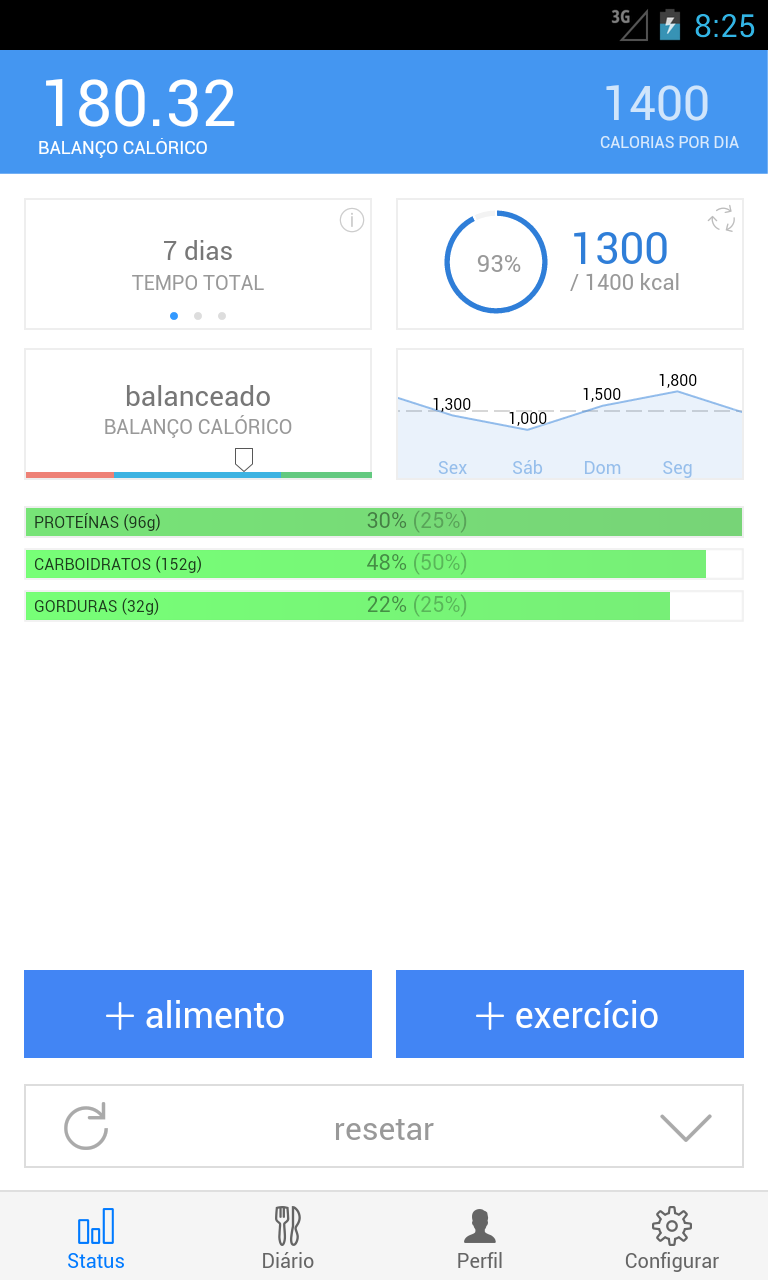 3G 8:25
180.32
BALANÇO CALÓRICO
1400
CALORIAS POR DIA
7 dias
TEMPO TOTAL
93%
1300
/ 1400 kcal
balanceado
BALANÇO CALÓRICO
1,300
1,000
1,500
1,800
Sex
Sáb
Dom
Seg
PROTEÍNAS (96g) 30% (25%)
CARBOIDRATOS (152g) 48% (50%)
GORDURAS (32g) 22% (25%)
+ alimento
+ exercício
resetar
Status
Diário
Perfil
Configurar